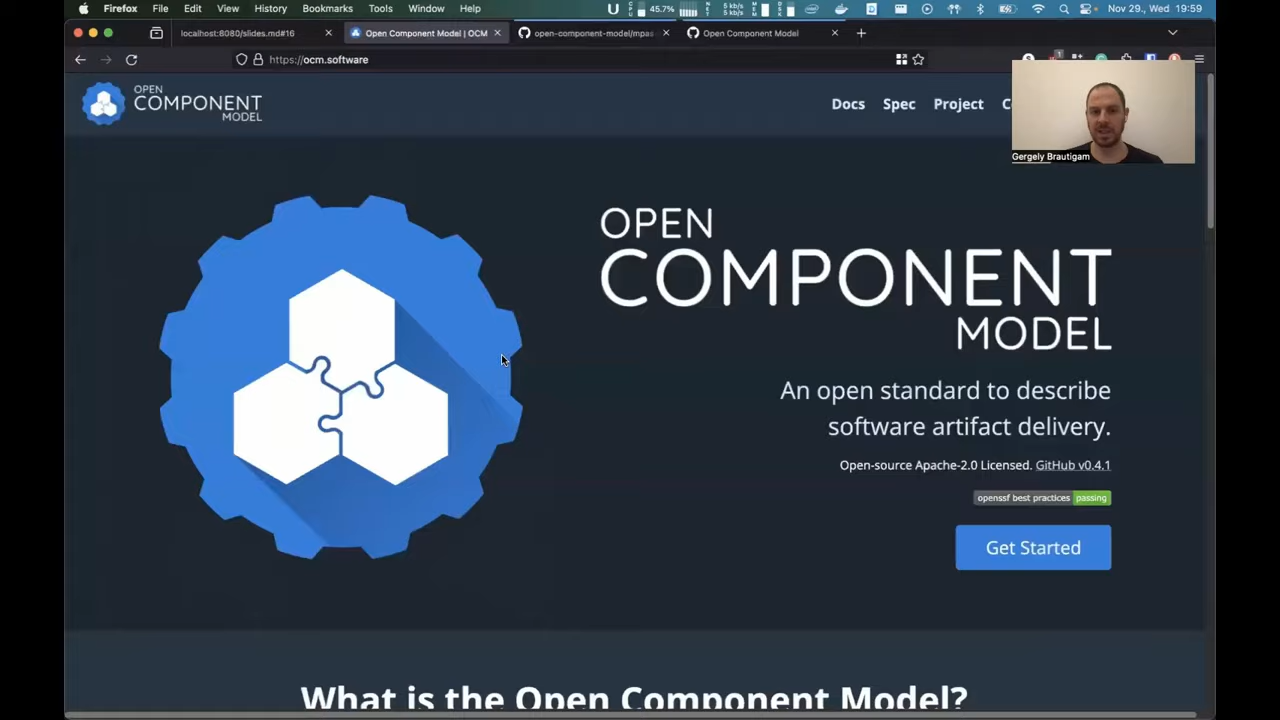 Firefox File Edit View History Bookmarks Tools Window Help
45.7%
5 kb/s
5 kb/s
Nov 29., Wed 19:59
localhost:8080/slides.md#16
Open Component Model | OCM
open-component-model/mpas
Open Component Model
https://ocm.software
OPEN
COMPONENT
MODEL
Docs Spec Project
Gergely Brautigam
OPEN
COMPONENT
MODEL
An open standard to describe
software artifact delivery.
Open-source Apache-2.0 Licensed. GitHub v0.4.1
openssf best practices passing
Get Started
What is the Open Component Model?